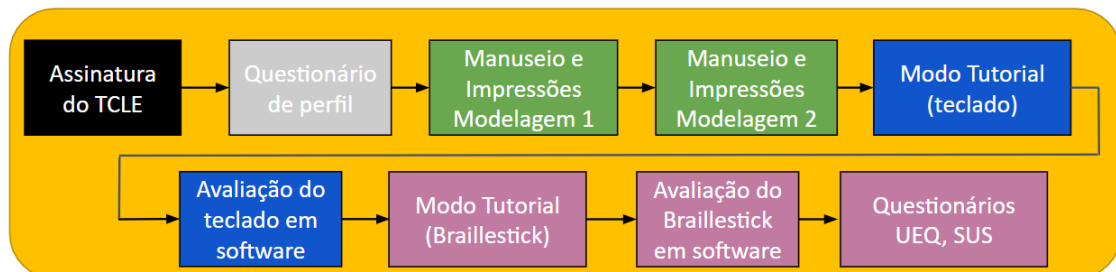 Assinatura
do TCLE
Questionário
de perfil
Manuseio e
Impressões
Modelagem 1
Manuseio e
Impressões
Modelagem 2
Modo Tutorial
(teclado)
Avaliação do
teclado em
software
Modo Tutorial
(Braillestick)
Avaliação do
Braillestick
em software
Questionários
UEQ, SUS